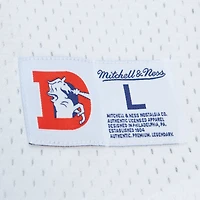 Mitchell & Ness
L
MITCHELL & NESS NOSTALGIA CO.
AUTHENTIC LICENSED APPAREL
DESIGNED IN PHILADELPHIA, PA
ESTABLISHED 1904
AUTHENTIC. PREMIUM. LEGENDARY.